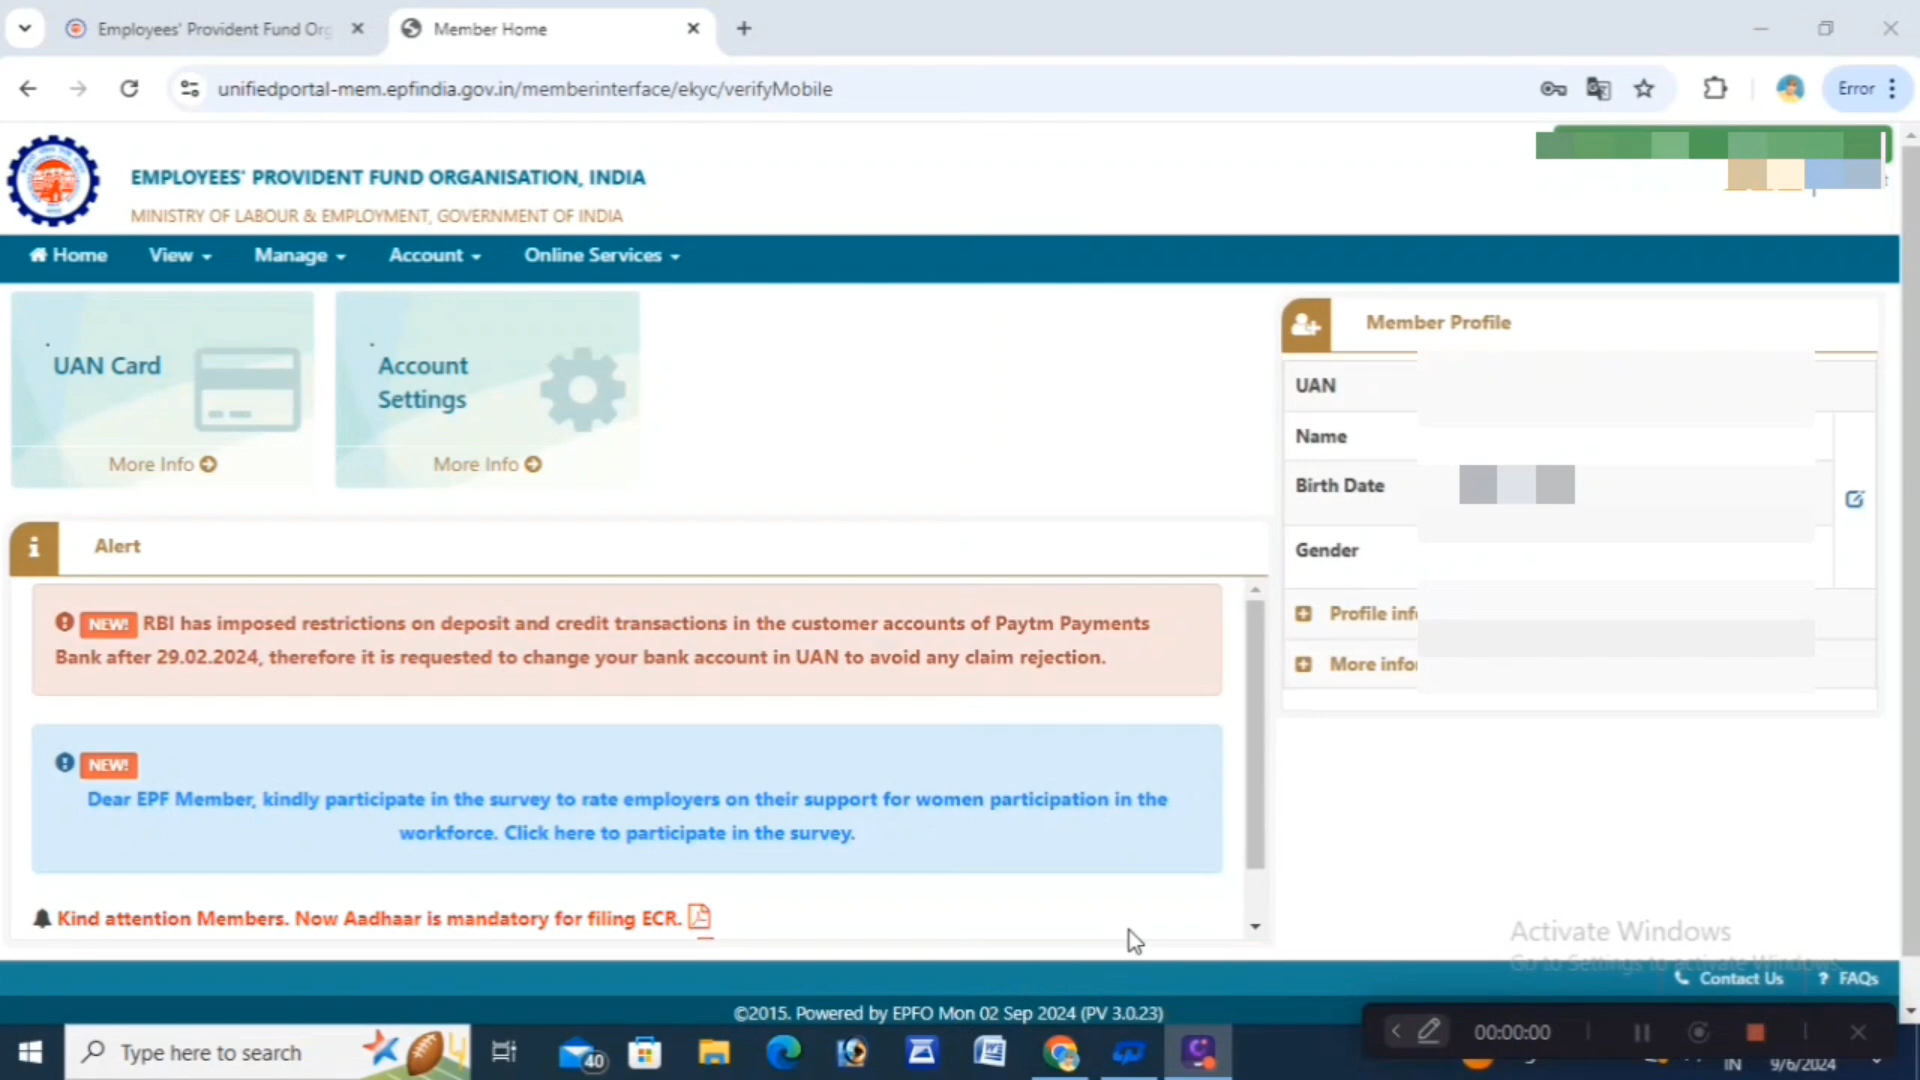 Employees' Provident Fund Org
Member Home
unifiedportal-mem.epfindia.gov.in/memberinterface/ekyc/verifyMobile
Error
EMPLOYEES' PROVIDENT FUND ORGANISATION, INDIA
MINISTRY OF LABOUR & EMPLOYMENT, GOVERNMENT OF INDIA
Home
View
Manage
Account
Online Services
UAN Card
More Info
Account
Settings
More Info
Member Profile
UAN
Name
Birth Date
Gender
Profile info
More infor
Alert
NEW! RBI has imposed restrictions on deposit and credit transactions in the customer accounts of Paytm Payments
Bank after 29.02.2024, therefore it is requested to change your bank account in UAN to avoid any claim rejection.
NEW!
Dear EPF Member, kindly participate in the survey to rate employers on their support for women participation in the
workforce. Click here to participate in the survey.
Kind attention Members. Now Aadhaar is mandatory for filing ECR.
Activate Windows
Go to Settings to activate Windows.
Contact Us
? FAQs
©2015. Powered by EPFO Mon 02 Sep 2024 (PV 3.0.23)
00:00:00
Type here to search
40
IN
9/6/2024